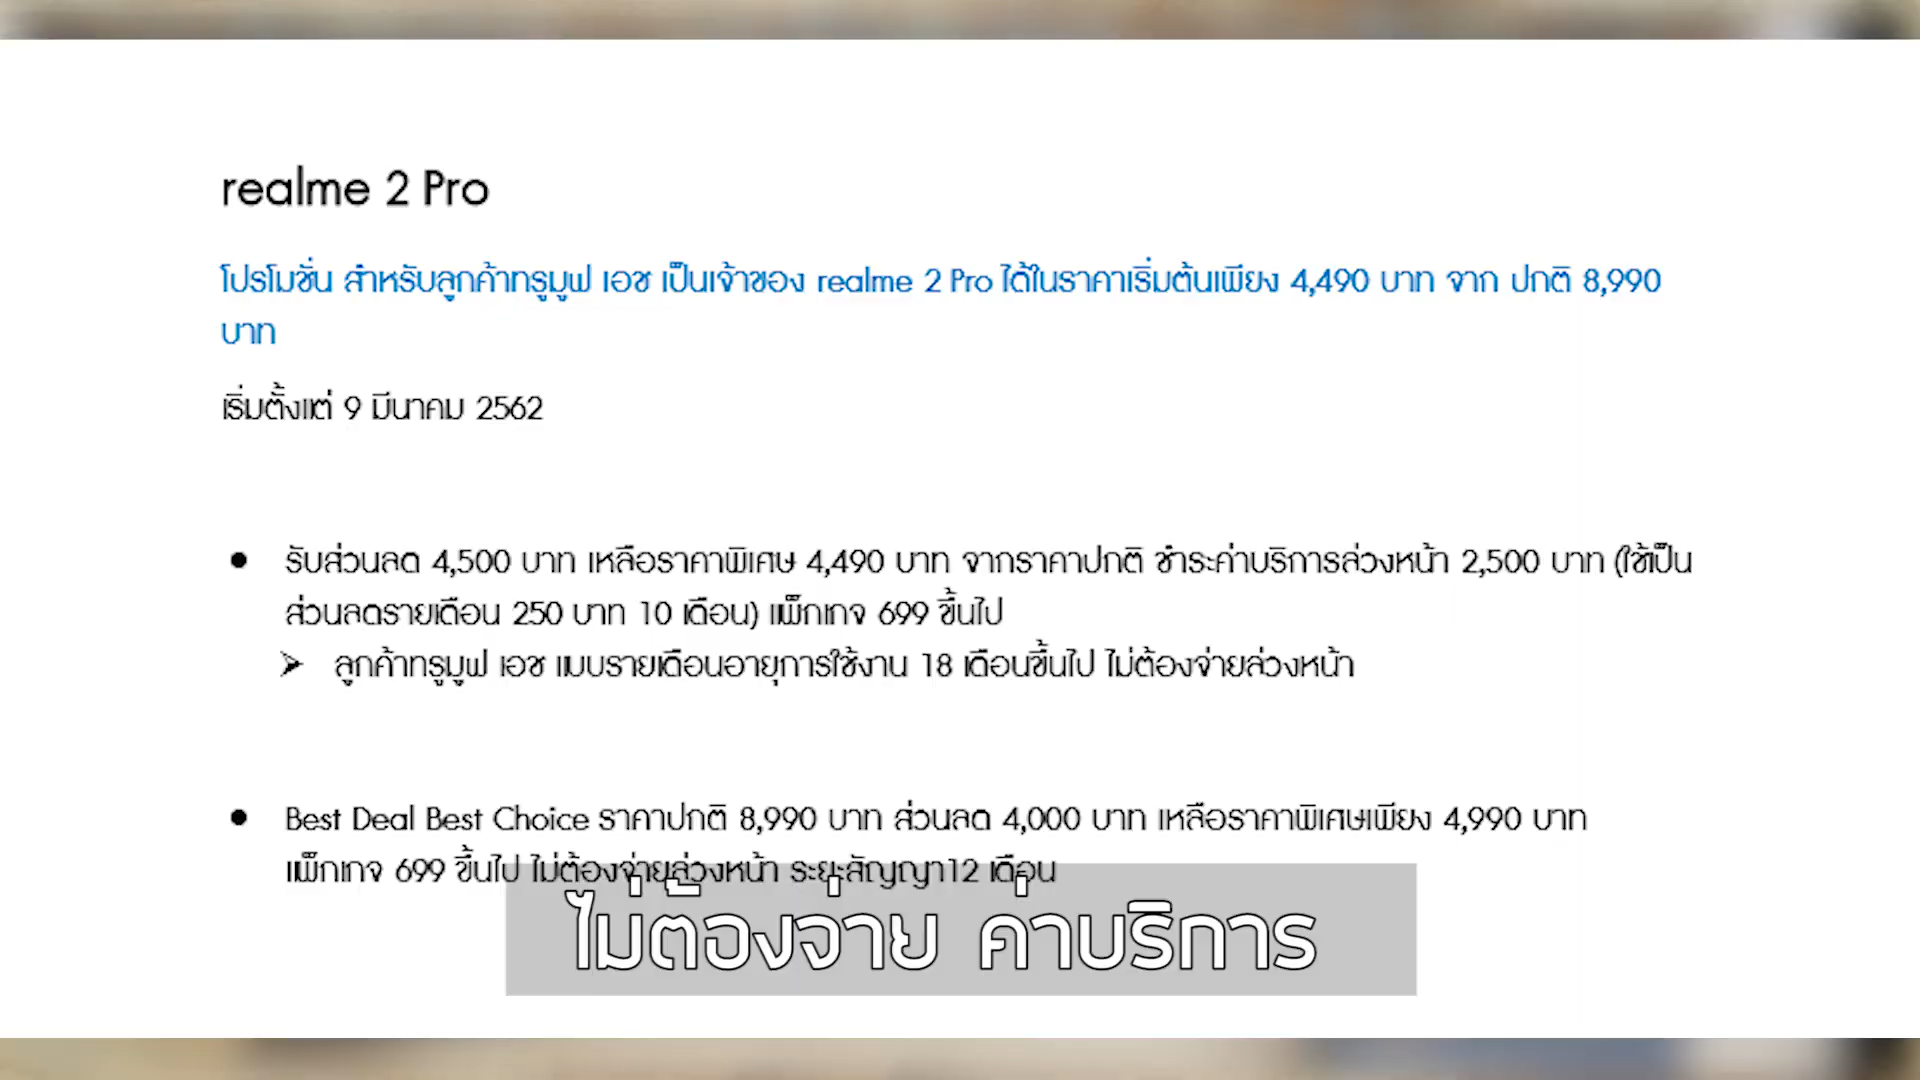 realme 2 Pro
โปรโมชั่น สำหรับลูกค้าทรูมูฟ เอช เป็นเจ้าของ realme 2 Pro ได้ในราคาเริ่มต้นเพียง 4,490 บาท จาก ปกติ 8,990
บาท
เริ่มตั้งแต่ 9 มีนาคม 2562
● รับส่วนลด 4,500 บาท เหลือราคาพิเศษ 4,490 บาท จากราคาปกติ ชำระค่าบริการล่วงหน้า 2,500 บาท (ใช้เป็น
ส่วนลดรายเดือน 250 บาท 10 เดือน) แพ็กเกจ 699 ขึ้นไป
➢ ลูกค้าทรูมูฟ เอช แบบรายเดือนอายุการใช้งาน 18 เดือนขึ้นไป ไม่ต้องจ่ายล่วงหน้า
● Best Deal Best Choice ราคาปกติ 8,990 บาท ส่วนลด 4,000 บาท เหลือราคาพิเศษเพียง 4,990 บาท
แพ็กเกจ 699 ขึ้นไป ไม่ต้องจ่ายล่วงหน้า ระยะสัญญา12 เดือน
ไม่ต้องจ่าย ค่าบริการ